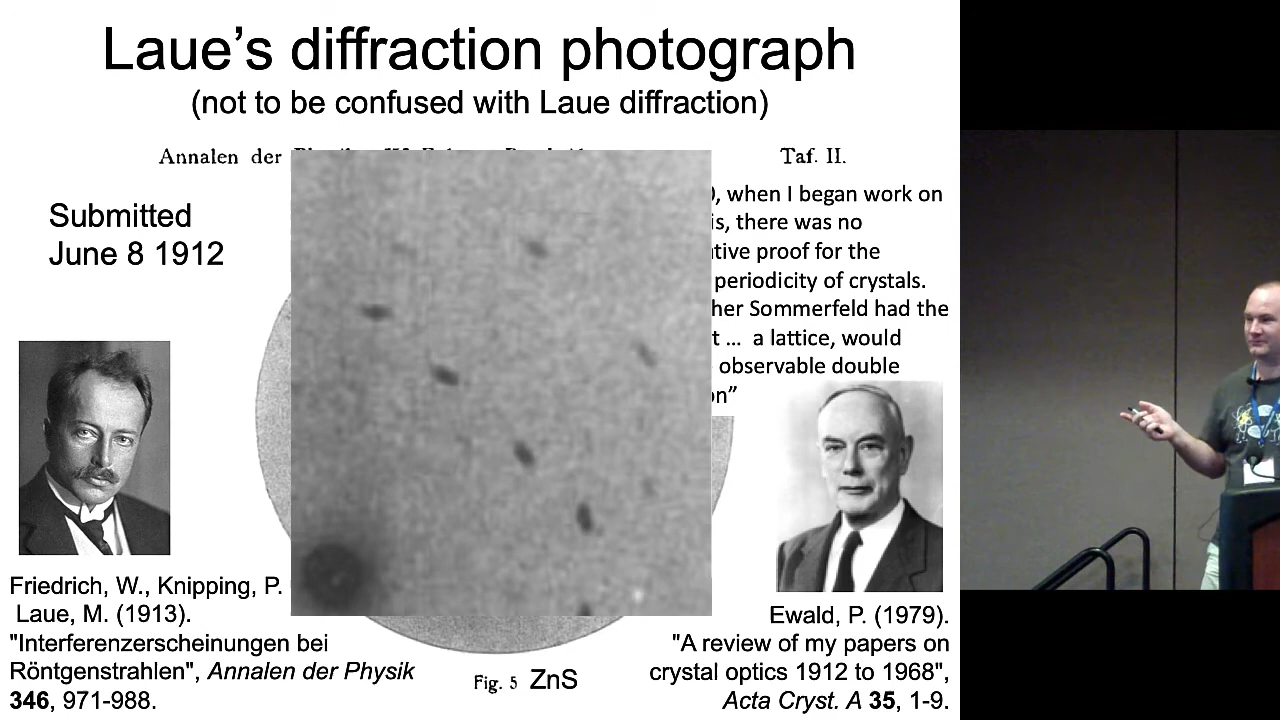 Laue's diffraction photograph
(not to be confused with Laue diffraction)
Annalen der
Taf. II.
Submitted
June 8 1912
, when I began work on
is, there was no
tive proof for the
periodicity of crystals.
her Sommerfeld had the
t ... a lattice, would
observable double
on”
Friedrich, W., Knipping, P.
Laue, M. (1913).
"Interferenzerscheinungen bei
Röntgenstrahlen", Annalen der Physik
346, 971-988.
Fig. 5 ZnS
Ewald, P. (1979).
"A review of my papers on
crystal optics 1912 to 1968",
Acta Cryst. A 35, 1-9.